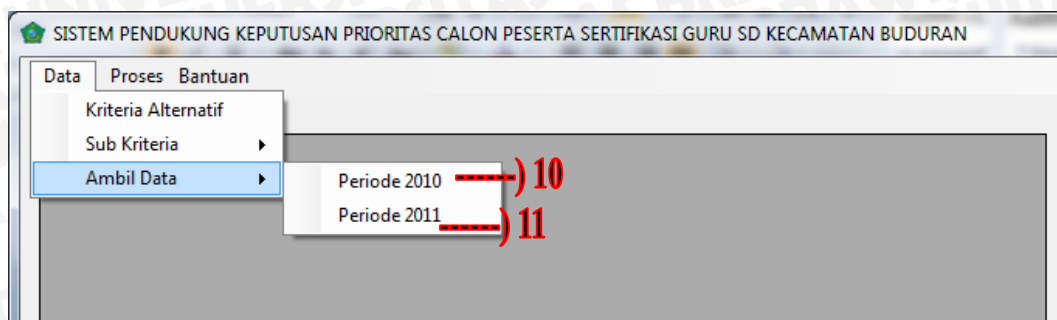 SISTEM PENDUKUNG KEPUTUSAN PRIORITAS CALON PESERTA SERTIFIKASI GURU SD KECAMATAN BUDURAN
Data Proses Bantuan
Kriteria Alternatif
Sub Kriteria
Ambil Data
Periode 2010 ------) 10
Periode 2011 ------) 11